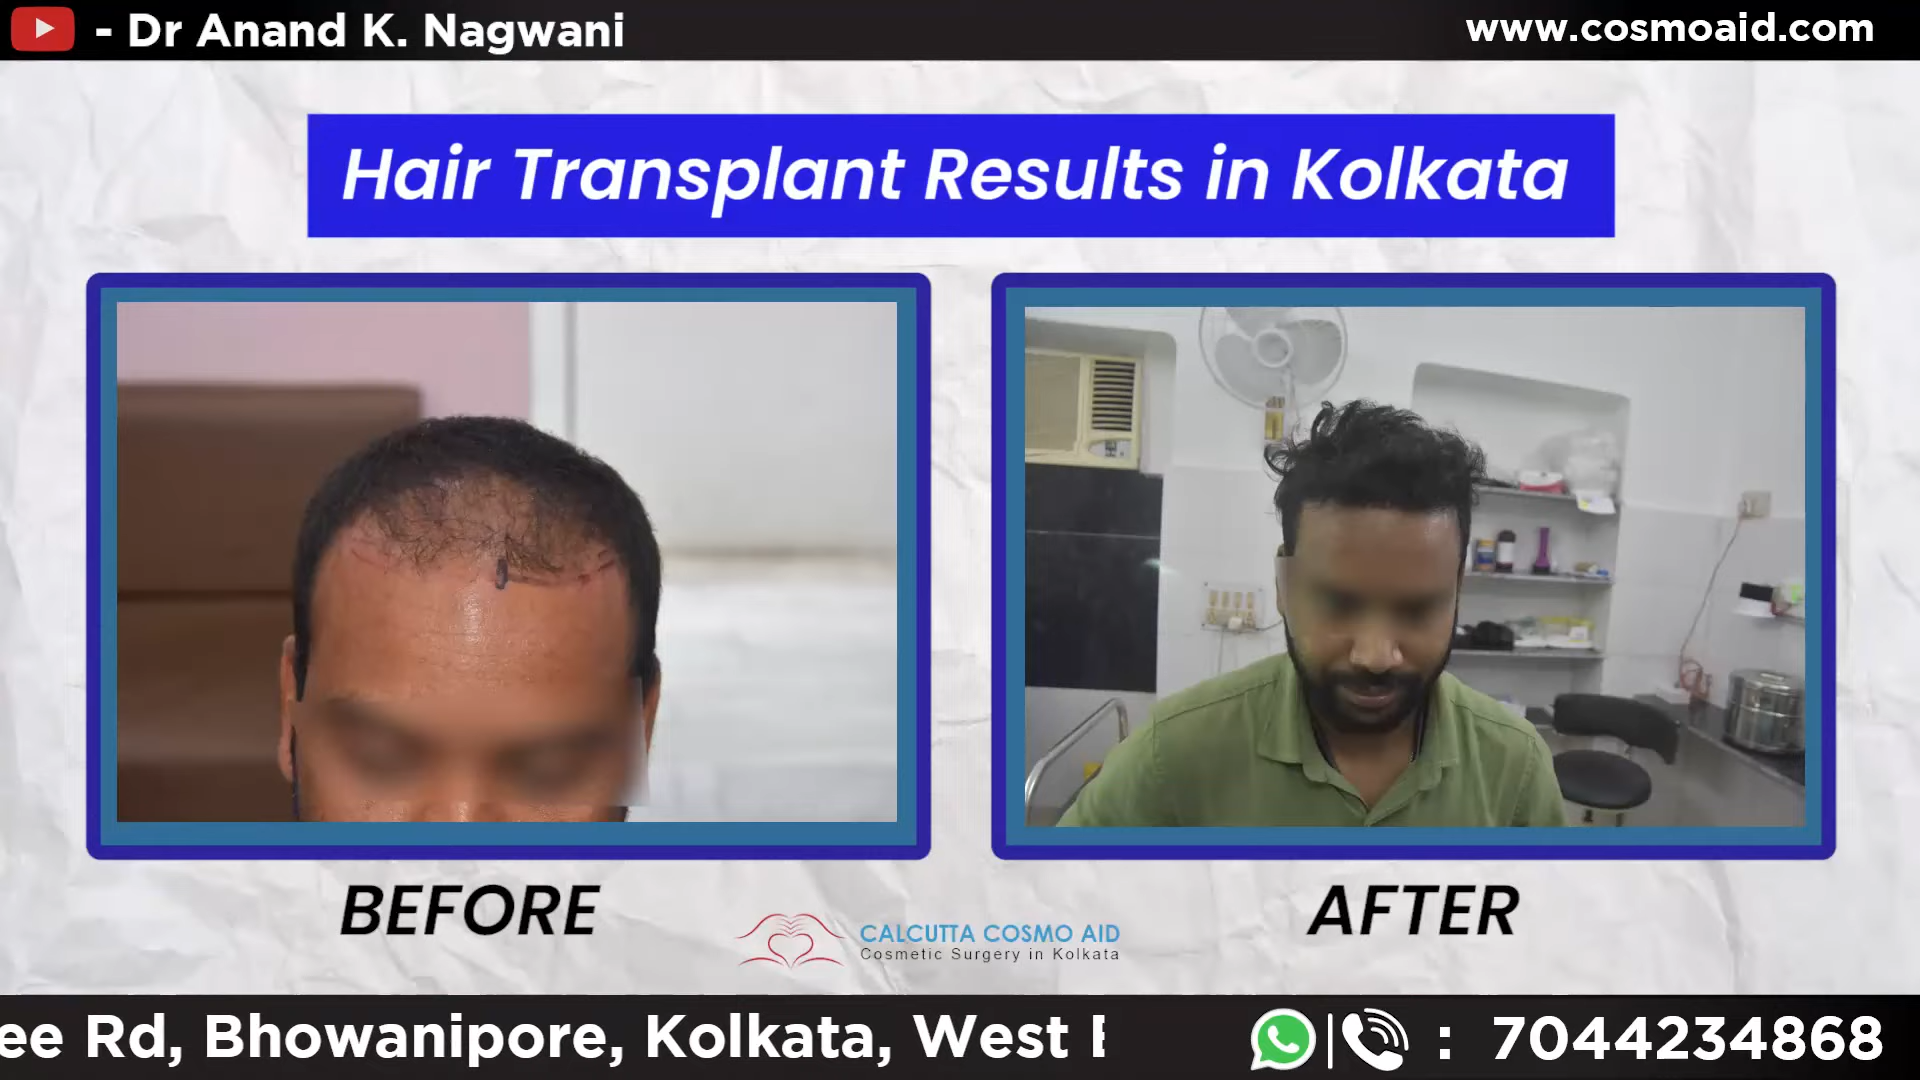 - Dr Anand K. Nagwani
www.cosmoaid.com
Hair Transplant Results in Kolkata
BEFORE
AFTER
CALCUTTA COSMO AID
Cosmetic Surgery in Kolkata
Rd, Bhowanipore, Kolkata, West
: 7044234868